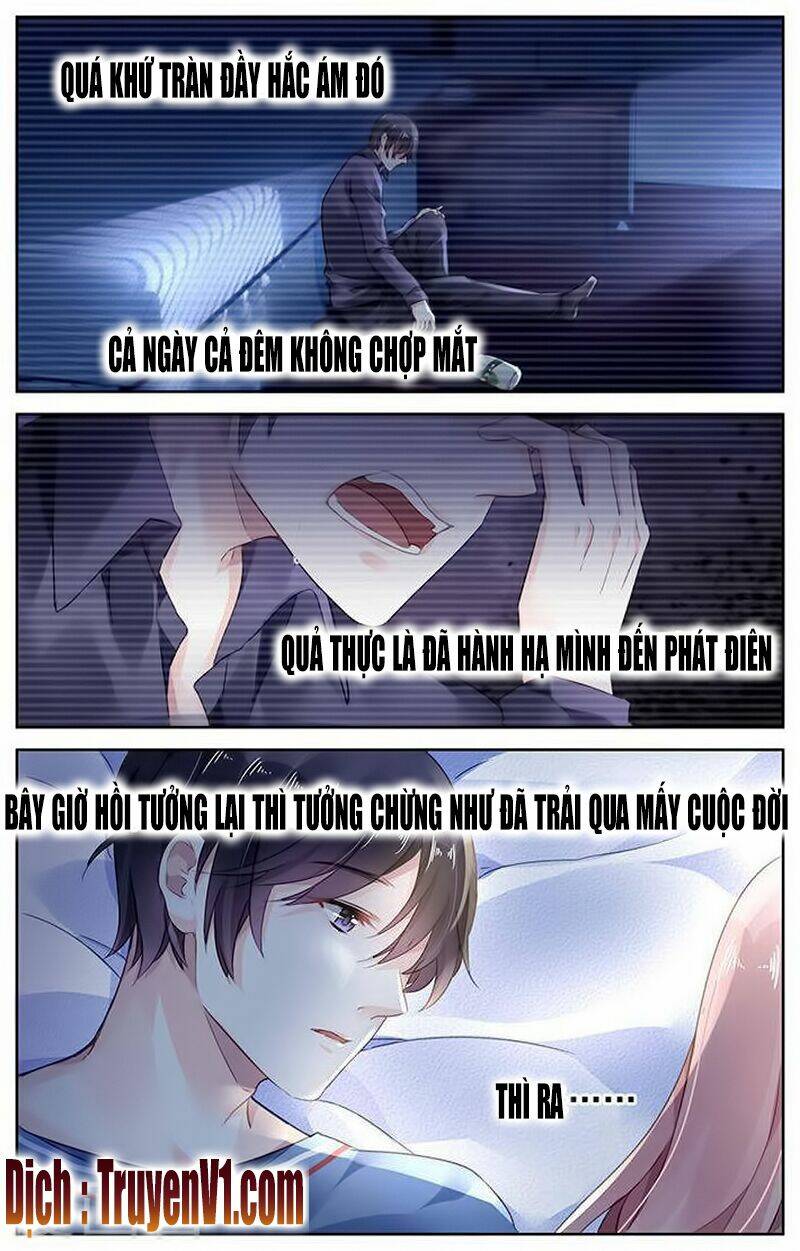 QUÁ KHỨ TRÀN ĐẦY HẮC ÁM ĐÓ
CẢ NGÀY CẢ ĐÊM KHÔNG CHỢP MẮT
QUẢ THỰC LÀ ĐÃ HÀNH HẠ MÌNH ĐẾN PHÁT ĐIÊN
BÂY GIỜ HỒI TƯỞNG LẠI THÌ TƯỞNG CHỪNG NHƯ ĐÃ TRẢI QUA MẤY CUỘC ĐỜI
THÌ RA ······
Dịch : TruyenV1.com